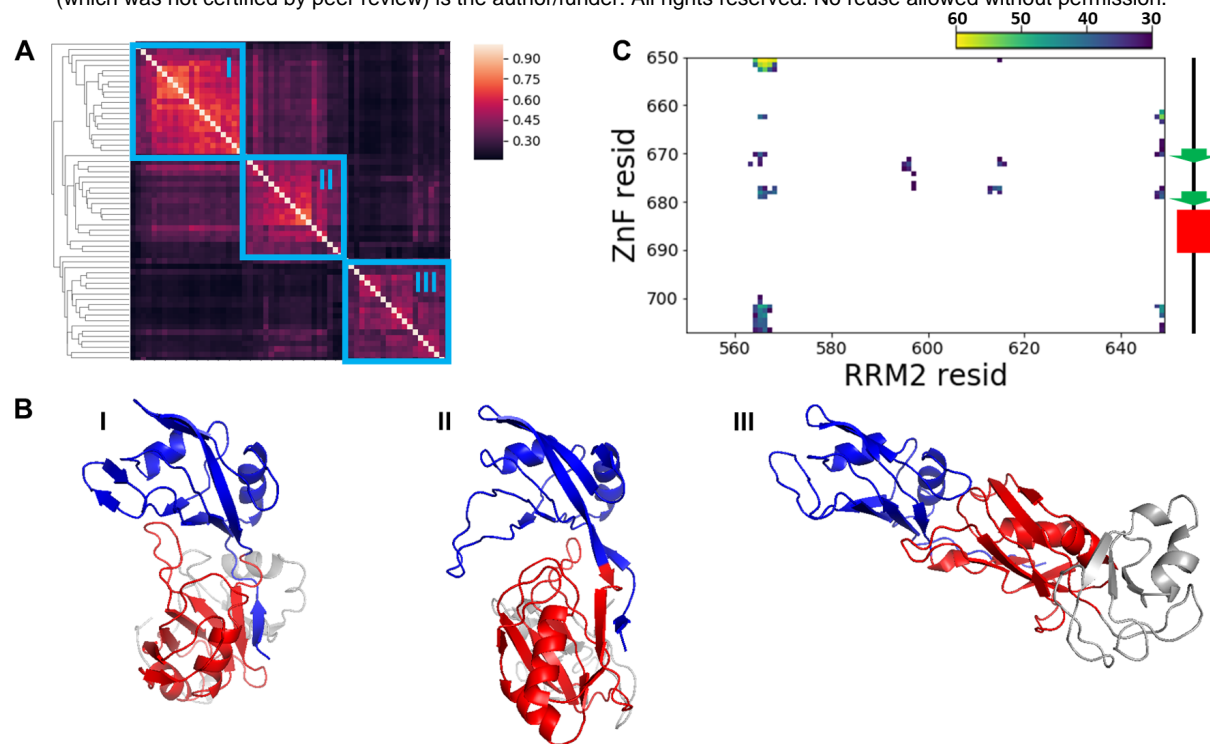 (which was not certified by peer review) is the author/funder. All rights reserved. No reuse allowed without permission.
A
I
II
III
0.90
0.75
0.60
0.45
0.30
C
60 50 40 30
650
660
670
680
690
700
ZnF resid
560 580 600 620 640
RRM2 resid
B
I
II
III